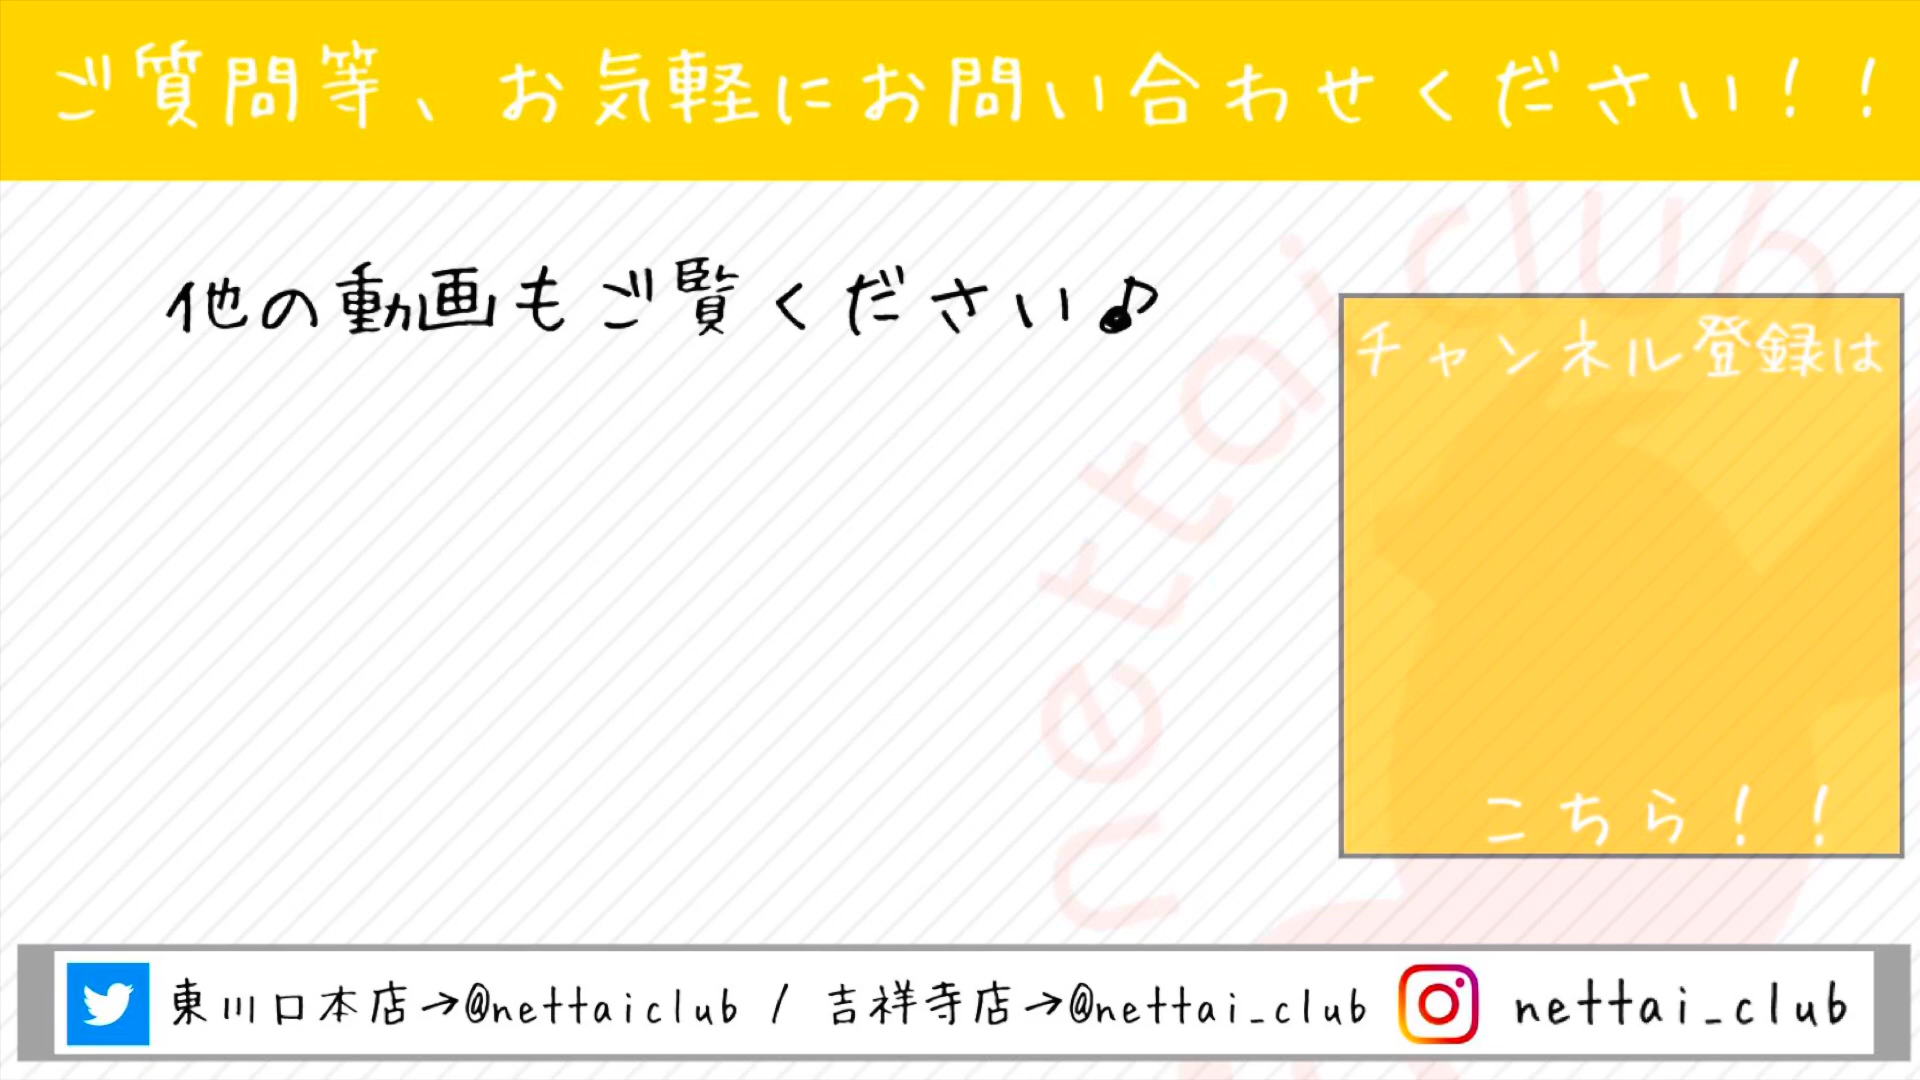 ご質問等、お気軽にお問い合わせください！！
他の動画もご覧ください♪
nettaiclub
チャンネル登録は
こちら！！
東川口本店→@nettaiclub / 吉祥寺店→@nettai_club
nettai_club